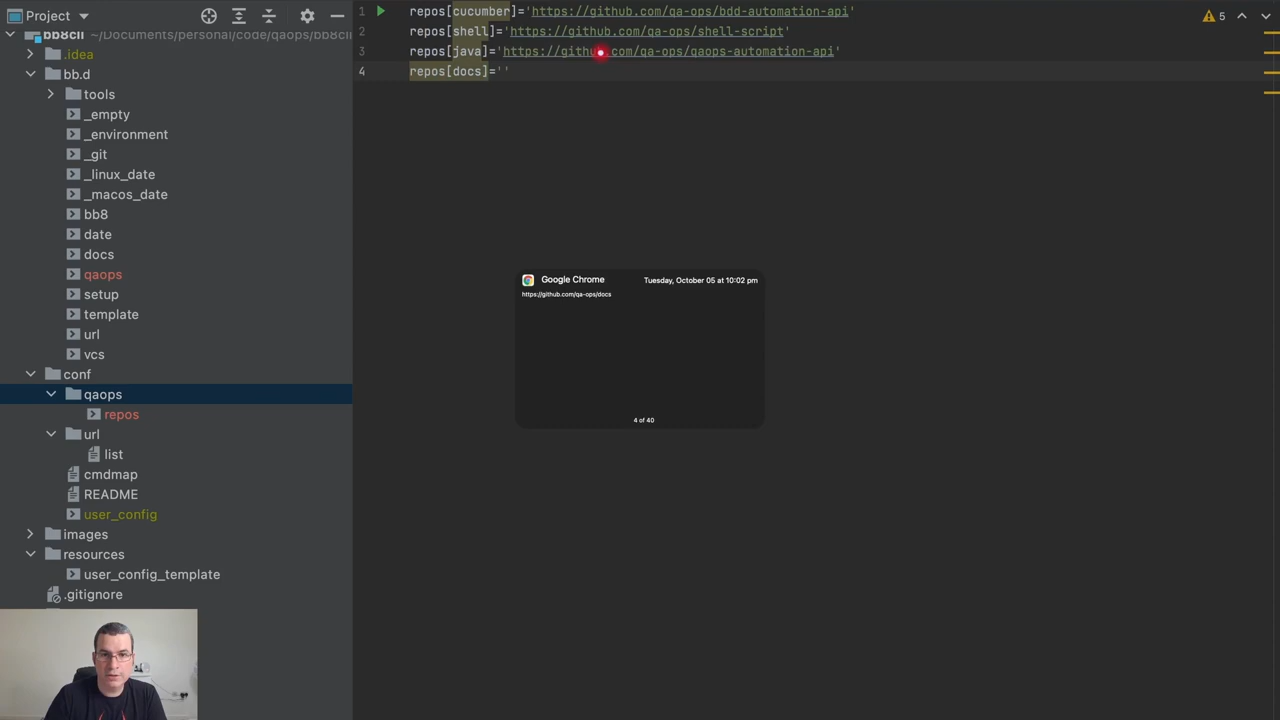 Project
bb8cli ~/Documents/personal/code/qaops/bb8cli
.idea
bb.d
tools
_empty
_environment
_git
_linux_date
_macos_date
bb8
date
docs
qaops
setup
template
url
vcs
conf
qaops
repos
url
list
cmdmap
README
user_config
images
resources
user_config_template
.gitignore
1 repos[cucumber]='https://github.com/qa-ops/bdd-automation-api'
2 repos[shell]='https://github.com/qa-ops/shell-script'
3 repos[java]='https://github.com/qa-ops/qaops-automation-api'
4 repos[docs]=''
5
Google Chrome Tuesday, October 05 at 10:02 pm
https://github.com/qa-ops/docs
4 of 40